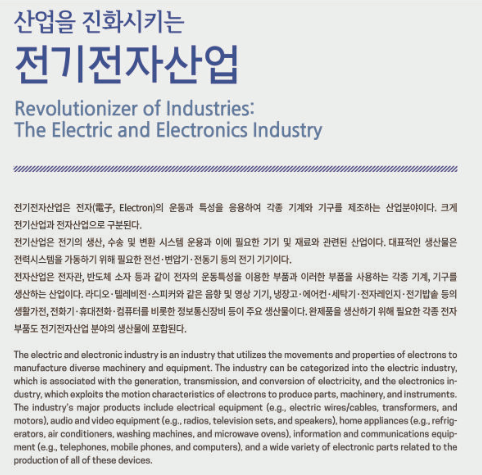 산업을 진화시키는
전기전자산업
Revolutionizer of Industries:
The Electric and Electronics Industry
전기전자산업은 전자(電子, Electron)의 운동과 특성을 응용하여 각종 기계와 기구를 제조하는 산업분야이다. 크게
전기산업과 전자산업으로 구분된다.
전기산업은 전기의 생산, 수송 및 변환 시스템 운용과 이에 필요한 기기 및 재료와 관련된 산업이다. 대표적인 생산물은
전력시스템을 가동하기 위해 필요한 전선·변압기·전동기 등의 전기 기기이다.
전자산업은 전자관, 반도체 소자 등과 같이 전자의 운동특성을 이용한 부품과 이러한 부품을 사용하는 각종 기계, 기구를
생산하는 산업이다. 라디오·텔레비전·스피커와 같은 음향 및 영상 기기, 냉장고·에어컨·세탁기·전자레인지·전기밥솥 등의
생활가전, 전화기·휴대전화·컴퓨터를 비롯한 정보통신장비 등이 주요 생산물이다. 완제품을 생산하기 위해 필요한 각종 전자
부품도 전기전자산업 분야의 생산물에 포함된다.
The electric and electronic industry is an industry that utilizes the movements and properties of electrons to
manufacture diverse machinery and equipment. The industry can be categorized into the electric industry,
which is associated with the generation, transmission, and conversion of electricity, and the electronics in-
dustry, which exploits the motion characteristics of electrons to produce parts, machinery, and instruments.
The industry's major products include electrical equipment (e.g., electric wires/cables, transformers, and
motors), audio and video equipment (e.g., radios, television sets, and speakers), home appliances (e.g., refrig-
erators, air conditioners, washing machines, and microwave ovens), information and communications equip-
ment (e.g., telephones, mobile phones, and computers), and a wide variety of electronic parts related to the
production of all of these devices.